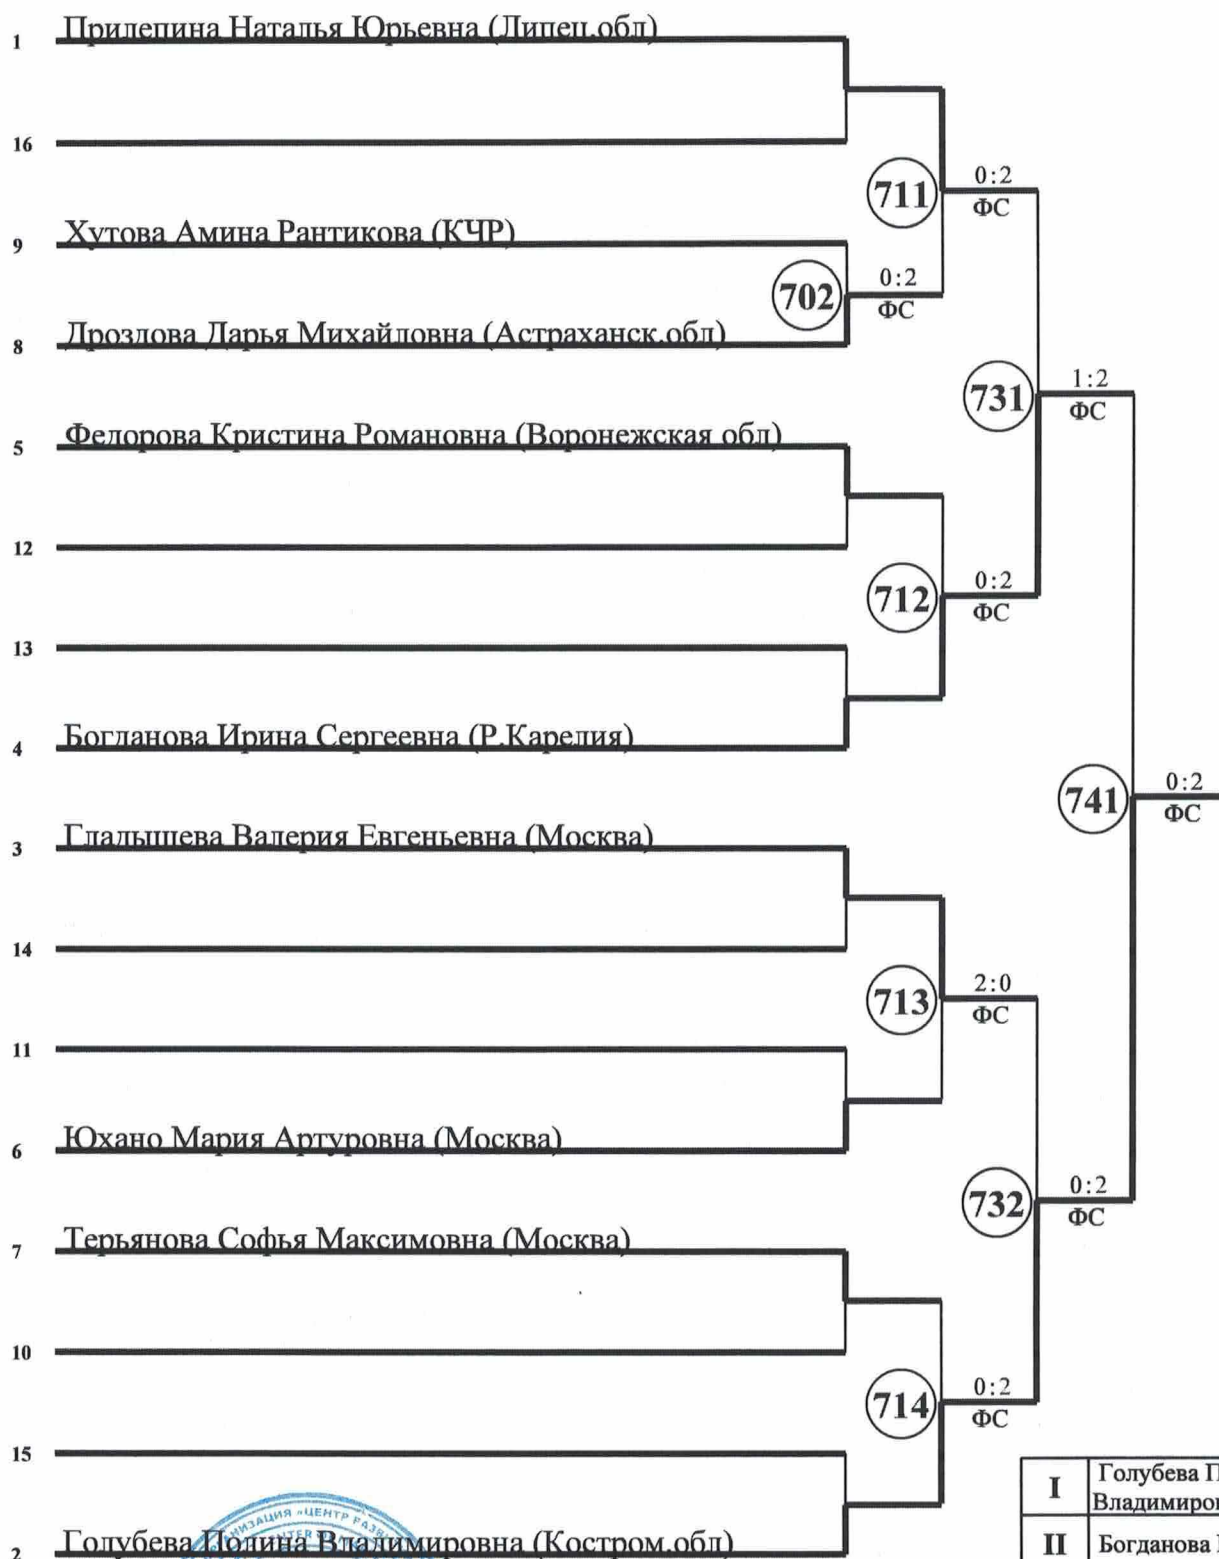 1 Прилепина Наталья Юрьевна (Липец.обл)
16
711 0:2
ФС
9 Хутова Амина Рантикова (КЧР)
702 0:2
ФС
8 Дроздова Дарья Михайловна (Астраханск.обл)
731 1:2
ФС
5 Федорова Кристина Романовна (Воронежская обл)
12
712 0:2
ФС
13
4 Богданова Ирина Сергеевна (Р.Карелия)
741 0:2
ФС
3 Гладышева Валерия Евгеньевна (Москва)
14
713 2:0
ФС
11
6 Юхано Мария Артуровна (Москва)
732 0:2
ФС
7 Терьянова Софья Максимовна (Москва)
10
714 0:2
ФС
15
I Голубева П
Владимиров
2 Голубева Полина Владимировна (Костром.обл)
II Богданова
ЦЕНТР